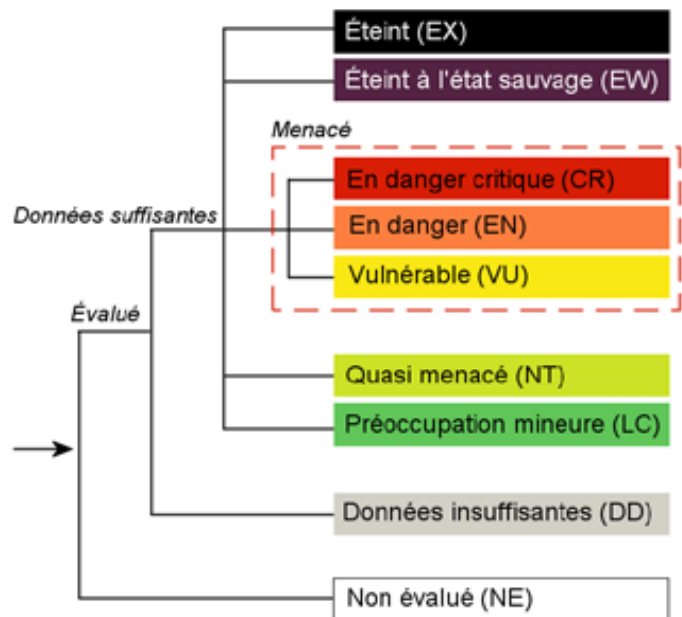 Éteint (EX)
Éteint à l'état sauvage (EW)
Menacé
En danger critique (CR)
Données suffisantes
En danger (EN)
Vulnérable (VU)
Évalué
Quasi menacé (NT)
Préoccupation mineure (LC)
Données insuffisantes (DD)
Non évalué (NE)